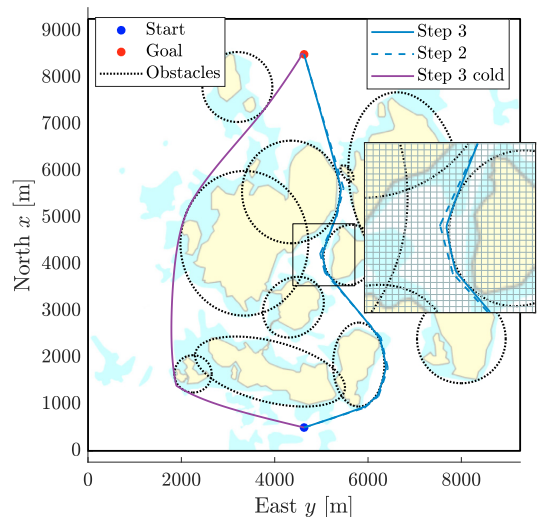 Start
Goal
Obstacles
Step 3
Step 2
Step 3 cold
9000
8000
7000
6000
5000
4000
3000
2000
1000
0
North x [m]
0 2000 4000 6000 8000
East y [m]